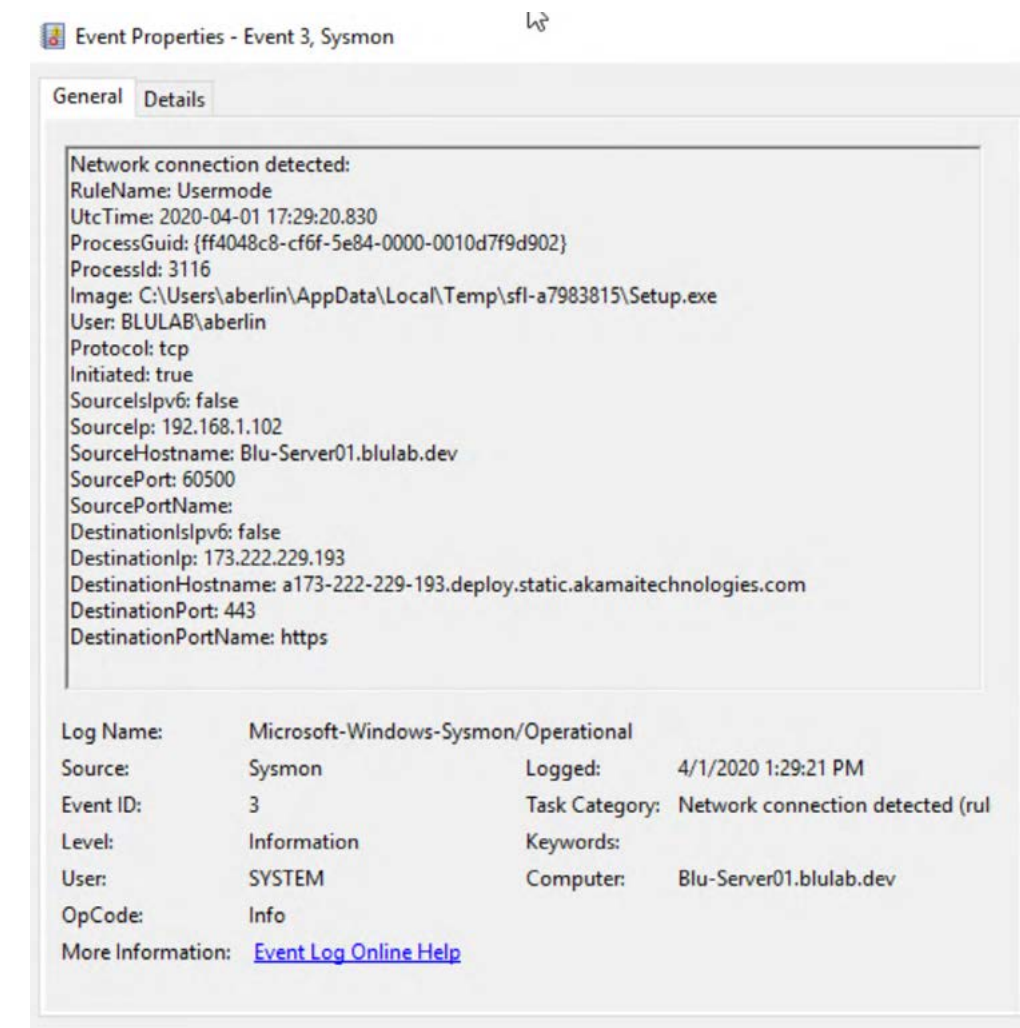 Event Properties - Event 3, Sysmon
General Details
Network connection detected:
RuleName: Usermode
UtcTime: 2020-04-01 17:29:20.830
ProcessGuid: {ff4048c8-cf6f-5e84-0000-0010d7f9d902}
ProcessId: 3116
Image: C:\Users\aberlin\AppData\Local\Temp\sfl-a7983815\Setup.exe
User: BLULAB\aberlin
Protocol: tcp
Initiated: true
SourceIsIpv6: false
SourceIp: 192.168.1.102
SourceHostname: Blu-Server01.blulab.dev
SourcePort: 60500
SourcePortName:
DestinationIsIpv6: false
DestinationIp: 173.222.229.193
DestinationHostname: a173-222-229-193.deploy.static.akamaitechnologies.com
DestinationPort: 443
DestinationPortName: https
Log Name: Microsoft-Windows-Sysmon/Operational
Source: Sysmon Logged: 4/1/2020 1:29:21 PM
Event ID: 3 Task Category: Network connection detected (rul
Level: Information Keywords:
User: SYSTEM Computer: Blu-Server01.blulab.dev
OpCode: Info
More Information: Event Log Online Help